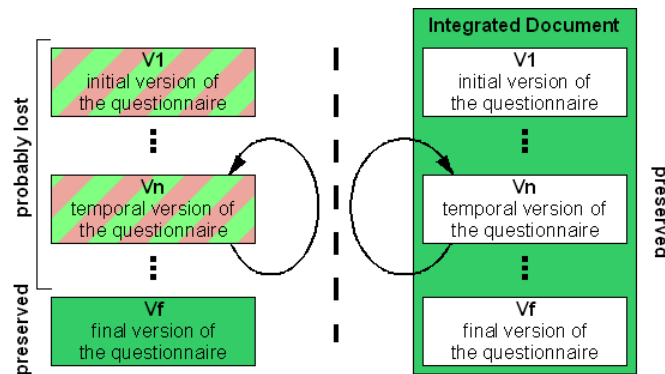 Integrated Document
V1
initial version of
the questionnaire
Vn
temporal version of
the questionnaire
Vf
final version of
the questionnaire
probably lost
preserved
V1
initial version of
the questionnaire
Vn
temporal version of
the questionnaire
Vf
final version of
the questionnaire
preserved